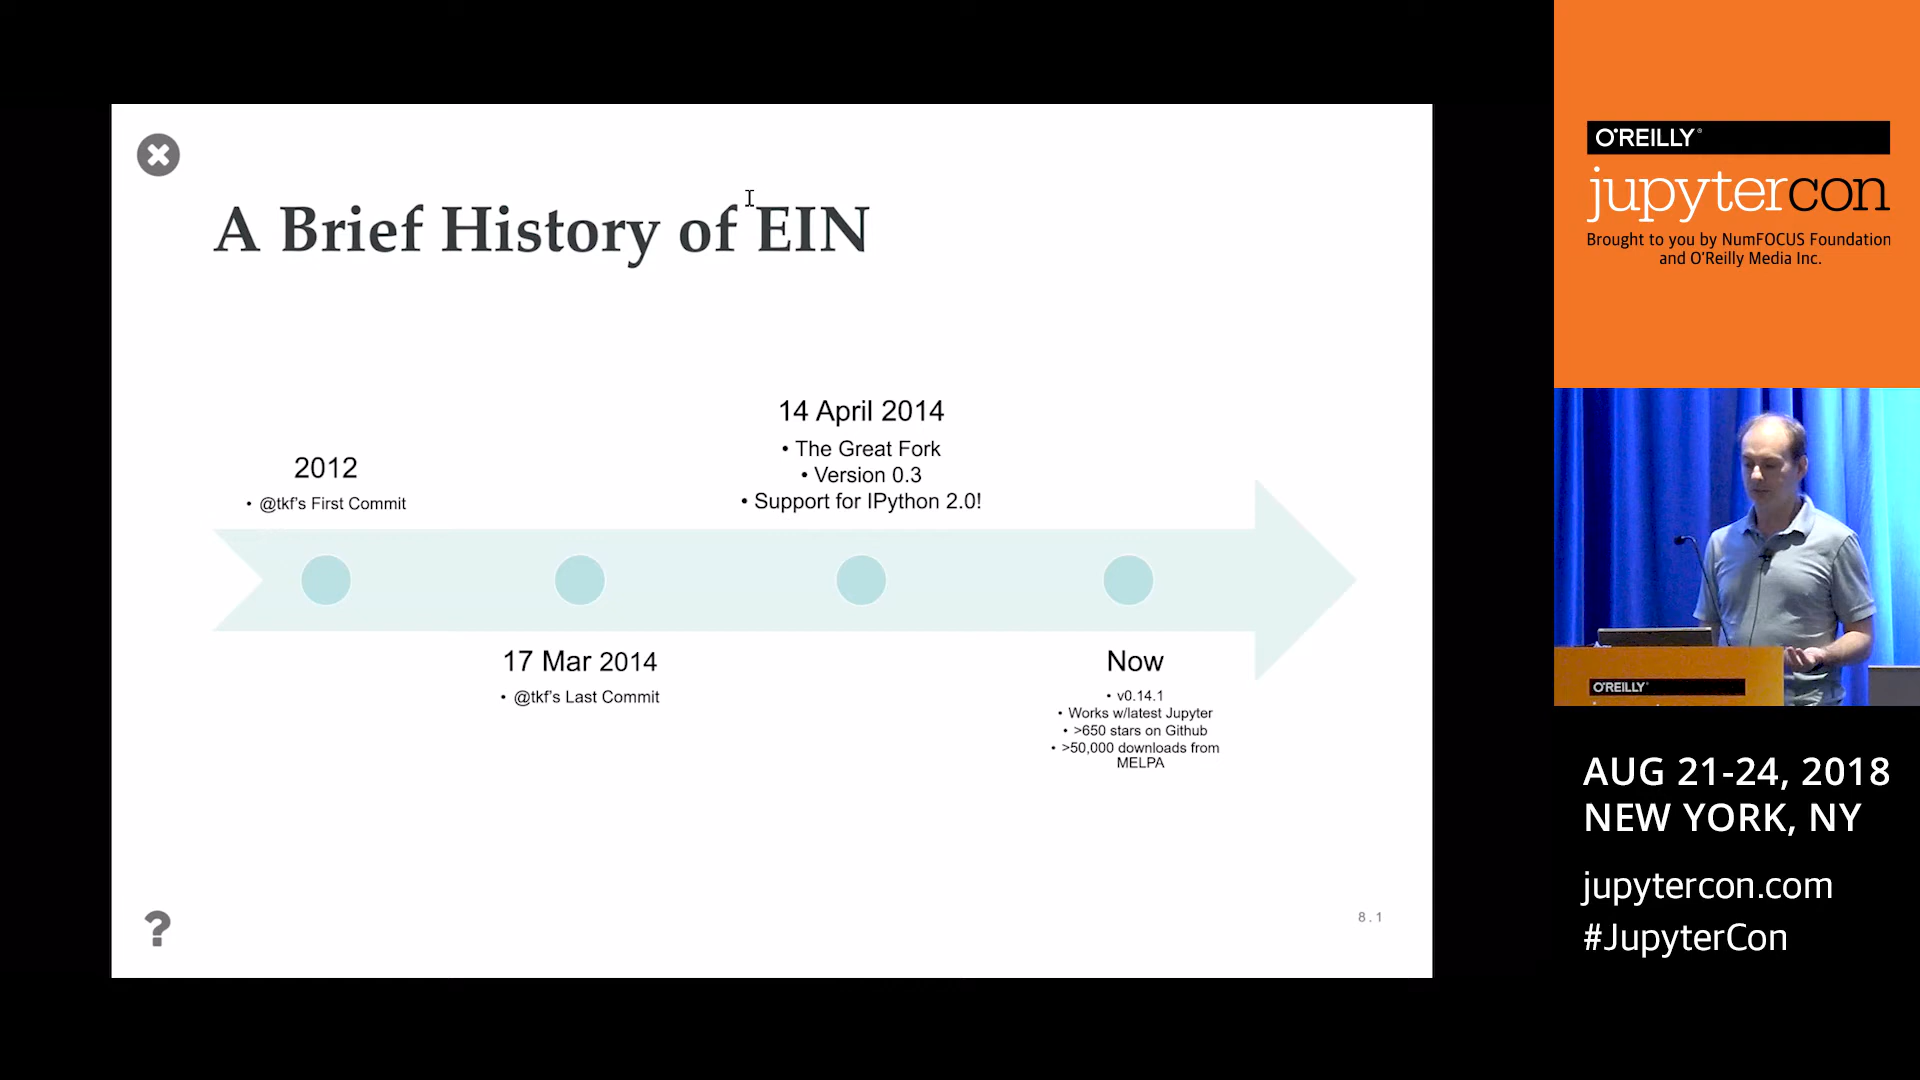 A Brief History of EIN
2012
• @tkf's First Commit
17 Mar 2014
• @tkf's Last Commit
14 April 2014
• The Great Fork
• Version 0.3
• Support for IPython 2.0!
Now
• v0.14.1
• Works w/latest Jupyter
• >650 stars on Github
• >50,000 downloads from
MELPA
8.1
?
O'REILLY®
jupytercon
Brought to you by NumFOCUS Foundation
and O'Reilly Media Inc.
O'REILLY
AUG 21-24, 2018
NEW YORK, NY
jupytercon.com
#JupyterCon